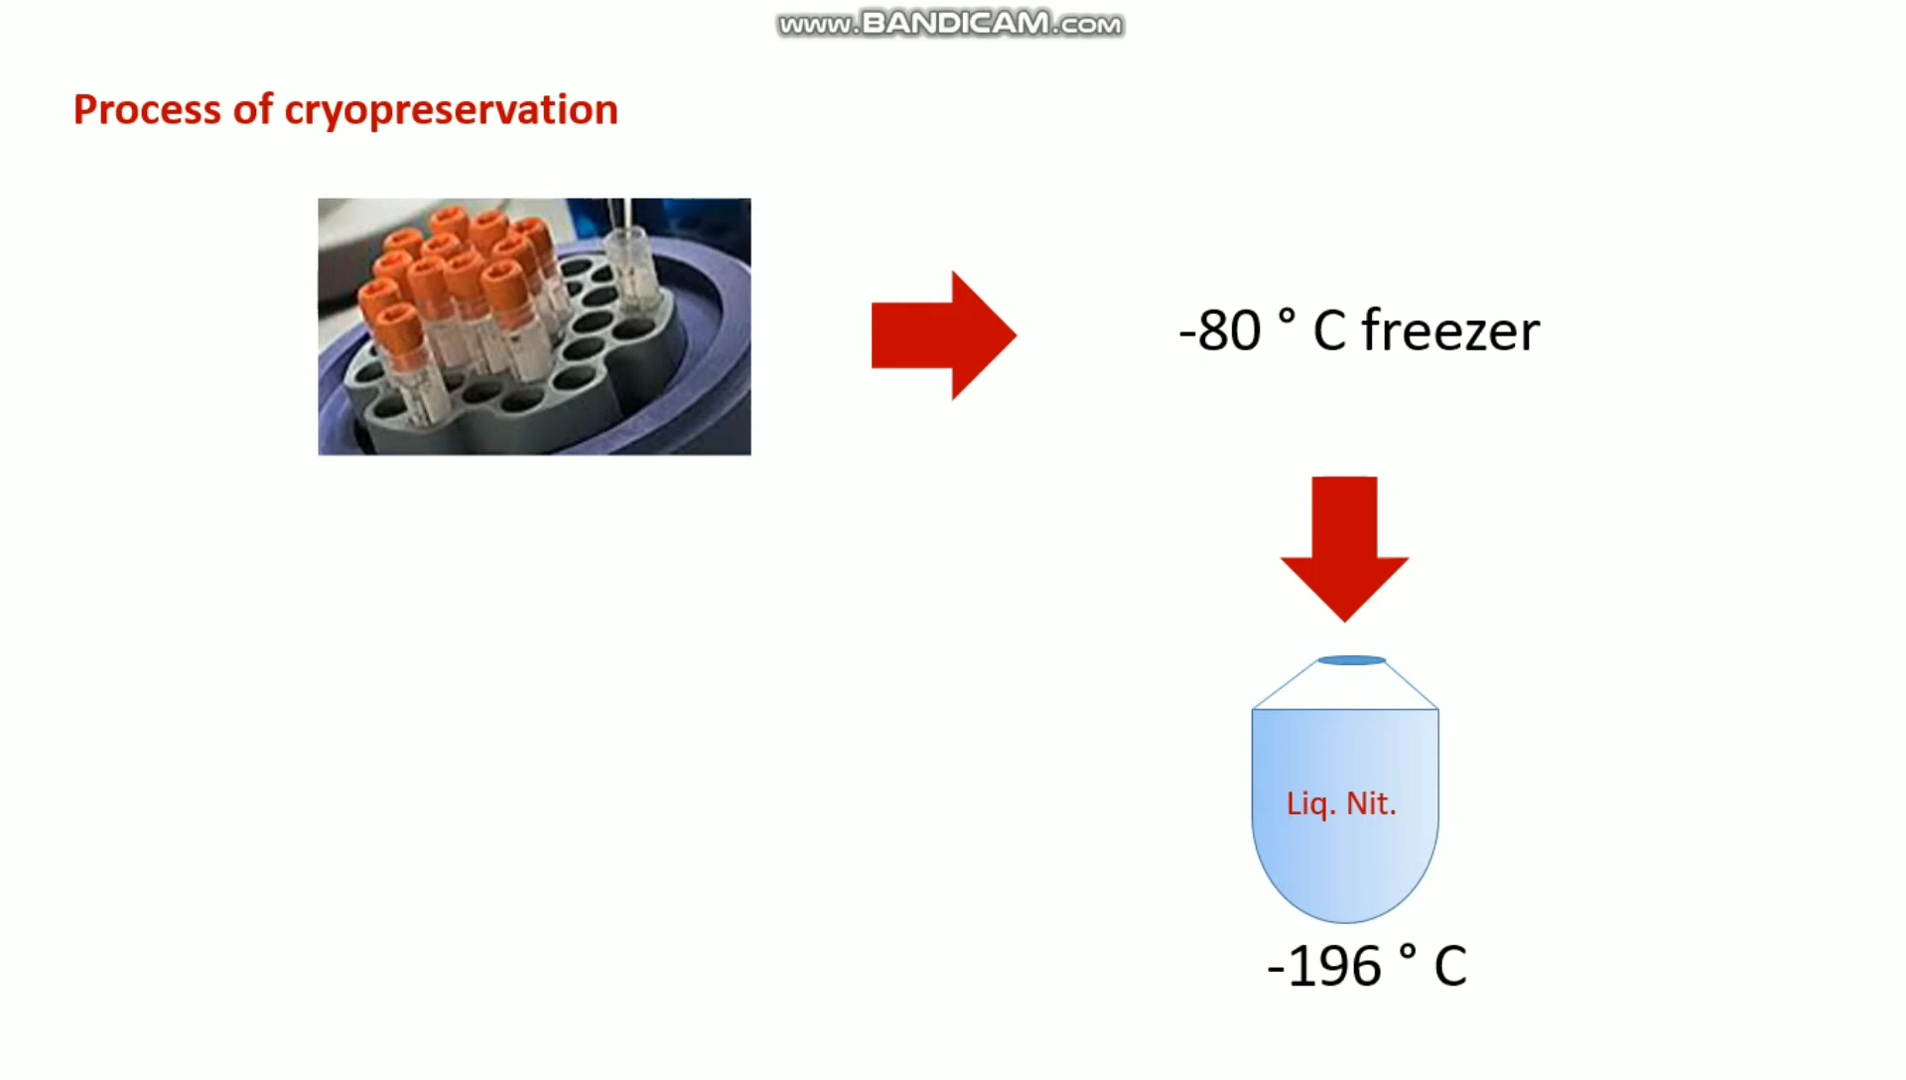 www.BANDICAM.com
Process of cryopreservation
-80 ° C freezer
Liq. Nit.
-196 ° C